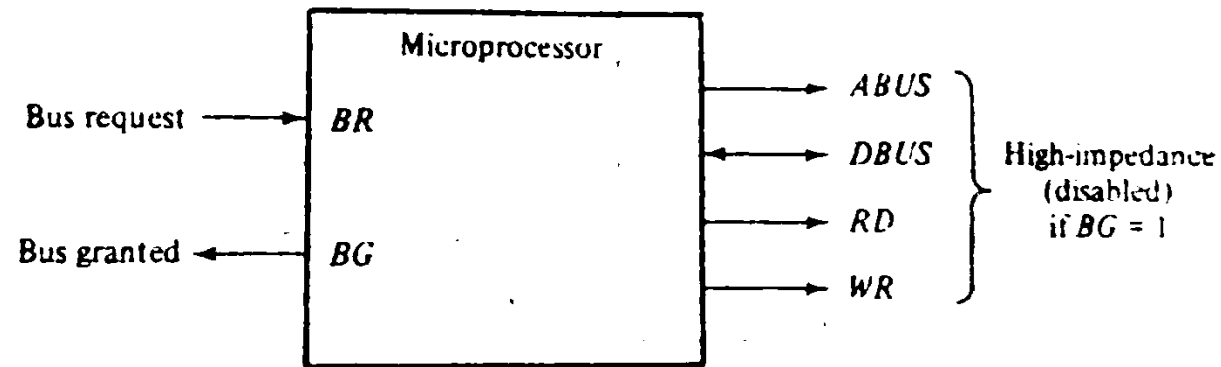 Microprocessor
Bus request
BR
Bus granted
BG
ABUS
DBUS
RD
WR
High-impedance
(disabled)
if BG = 1